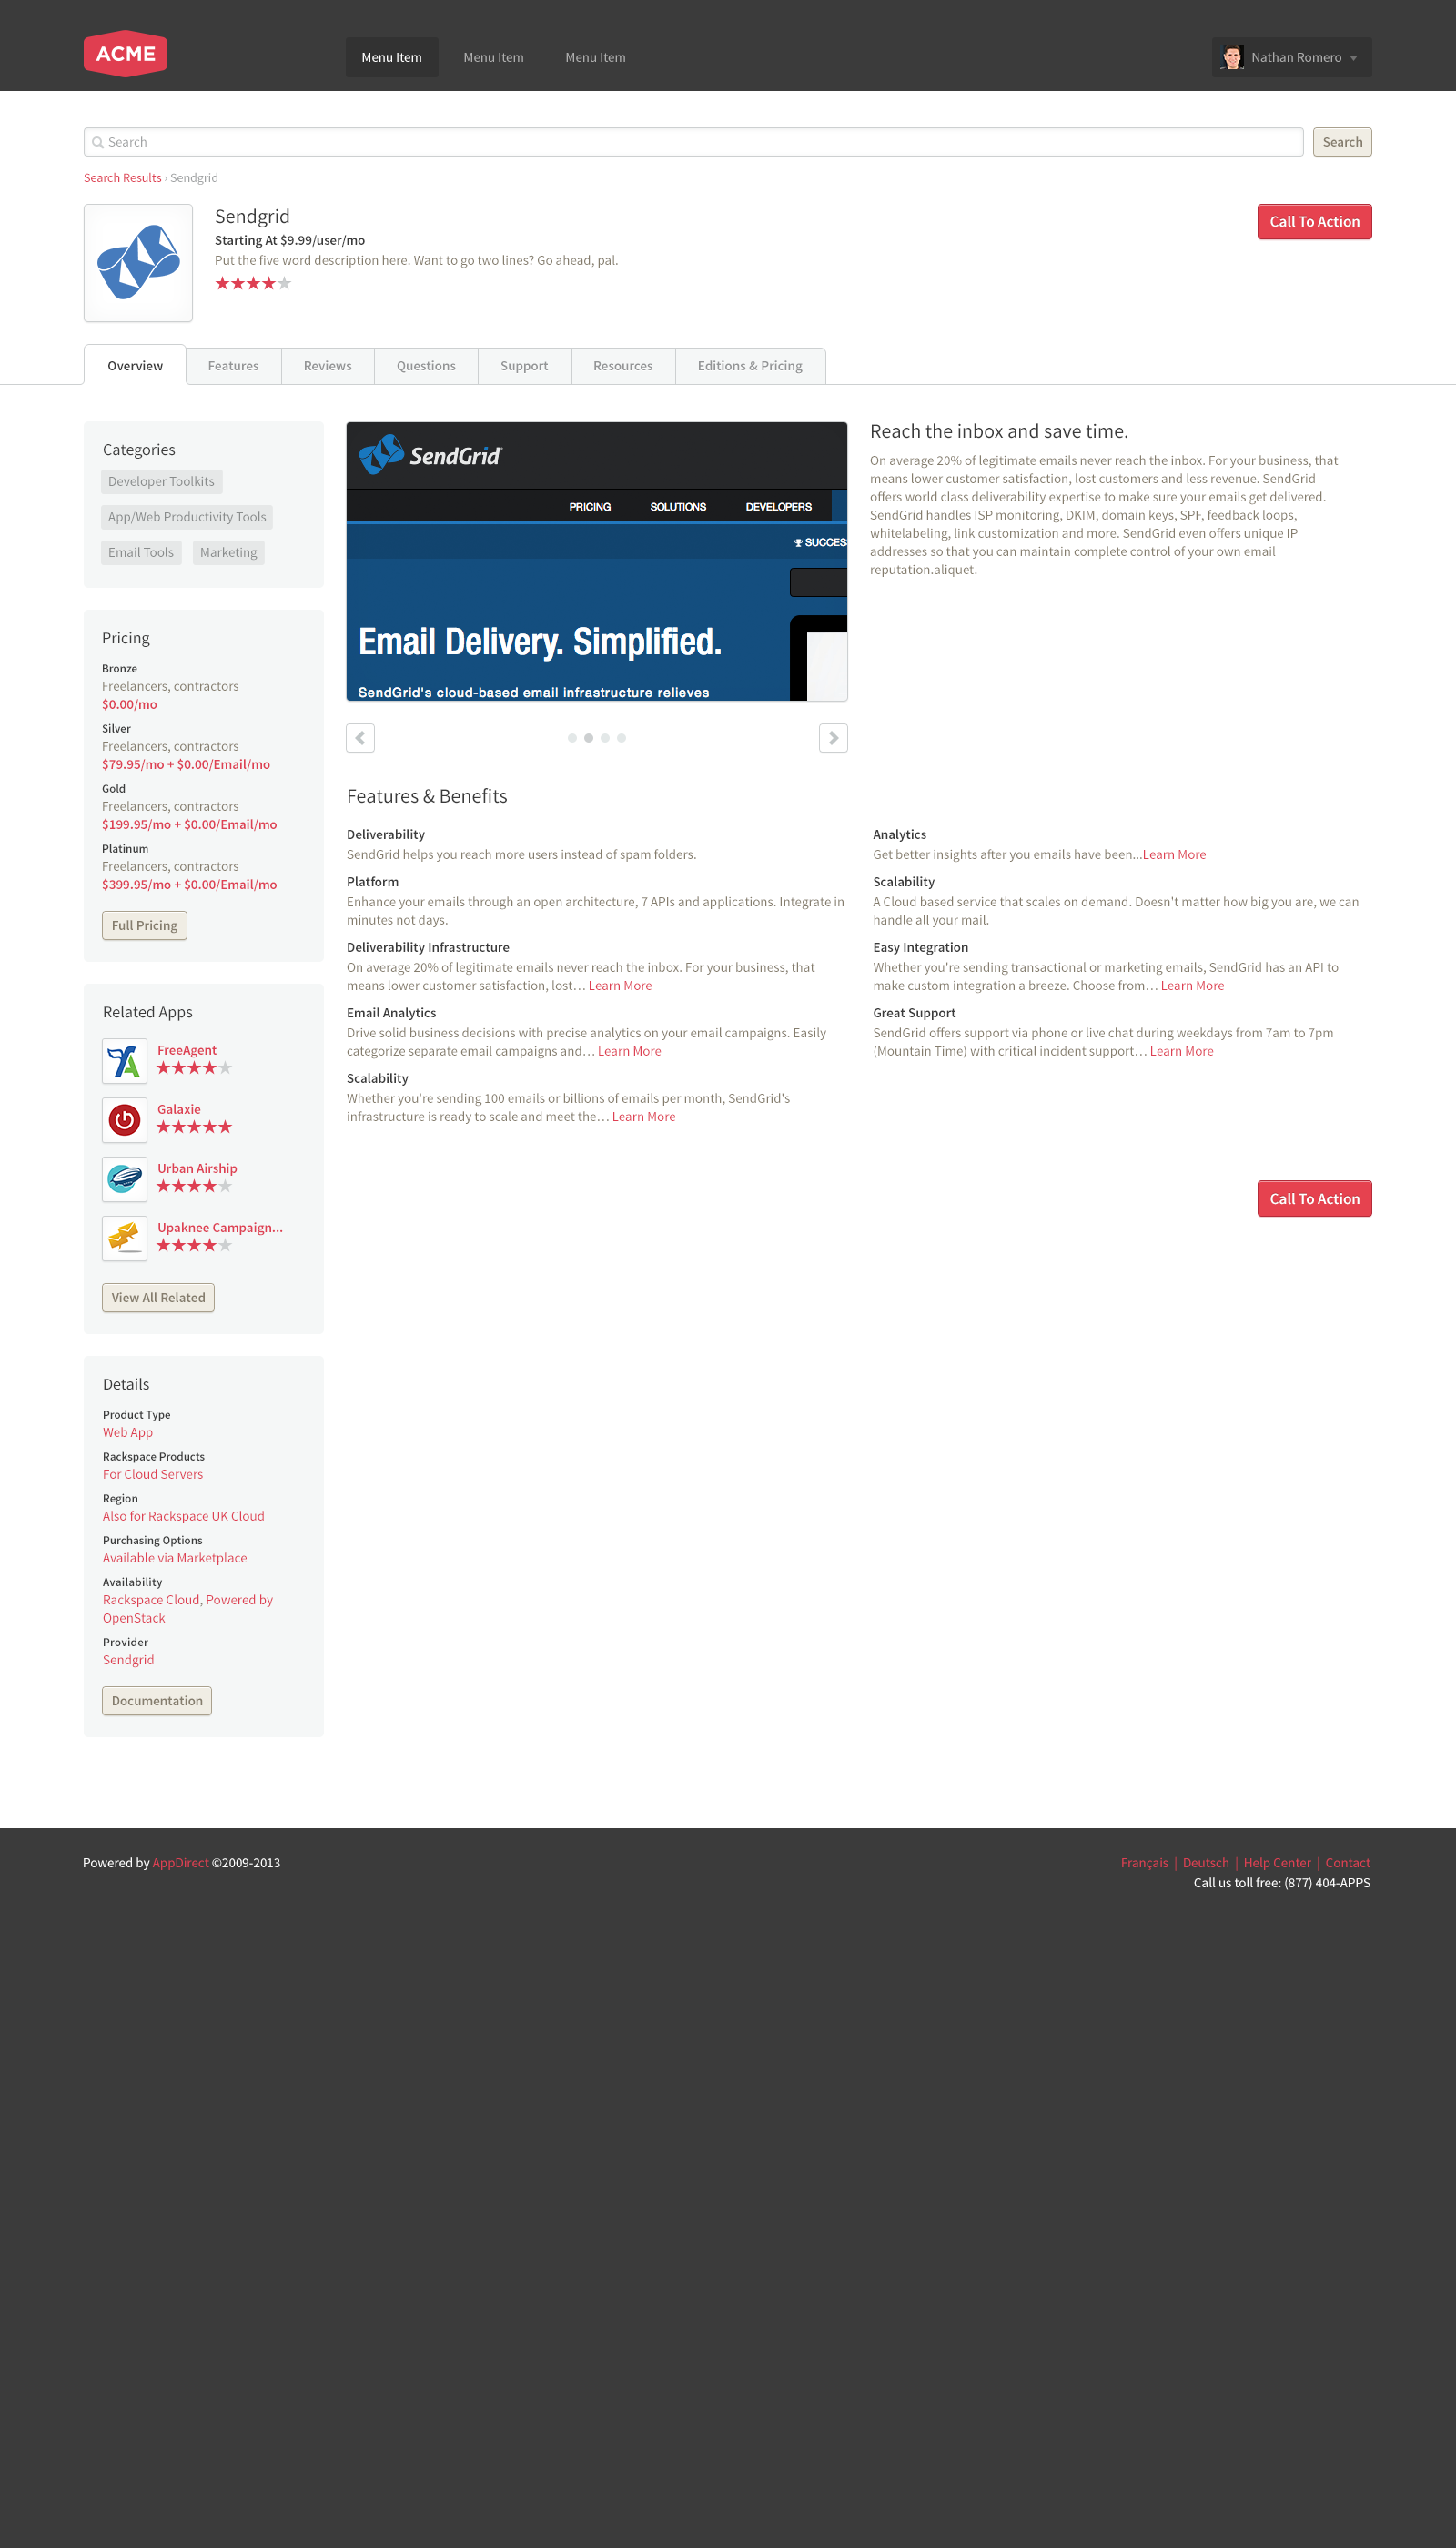 ACME
Menu Item
Menu Item
Menu Item
Nathan Romero
Search
Search
Search Results › Sendgrid
Sendgrid
Starting At $9.99/user/mo
Put the five word description here. Want to go two lines? Go ahead, pal.
Call To Action
Overview
Features
Reviews
Questions
Support
Resources
Editions & Pricing
Categories
Developer Toolkits
App/Web Productivity Tools
Email Tools
Marketing
Pricing
Bronze
Freelancers, contractors
$0.00/mo
Silver
Freelancers, contractors
$79.95/mo + $0.00/Email/mo
Gold
Freelancers, contractors
$199.95/mo + $0.00/Email/mo
Platinum
Freelancers, contractors
$399.95/mo + $0.00/Email/mo
Full Pricing
Related Apps
FreeAgent
Galaxie
Urban Airship
Upaknee Campaign...
View All Related
Details
Product Type
Web App
Rackspace Products
For Cloud Servers
Region
Also for Rackspace UK Cloud
Purchasing Options
Available via Marketplace
Availability
Rackspace Cloud, Powered by
OpenStack
Provider
Sendgrid
Documentation
SendGrid
PRICING
SOLUTIONS
DEVELOPERS
SUCCES
Email Delivery. Simplified.
SendGrid's cloud-based email infrastructure relieves
Reach the inbox and save time.
On average 20% of legitimate emails never reach the inbox. For your business, that
means lower customer satisfaction, lost customers and less revenue. SendGrid
offers world class deliverability expertise to make sure your emails get delivered.
SendGrid handles ISP monitoring, DKIM, domain keys, SPF, feedback loops,
whitelabeling, link customization and more. SendGrid even offers unique IP
addresses so that you can maintain complete control of your own email
reputation.aliquet.
Features & Benefits
Deliverability
SendGrid helps you reach more users instead of spam folders.
Platform
Enhance your emails through an open architecture, 7 APIs and applications. Integrate in
minutes not days.
Deliverability Infrastructure
On average 20% of legitimate emails never reach the inbox. For your business, that
means lower customer satisfaction, lost… Learn More
Email Analytics
Drive solid business decisions with precise analytics on your email campaigns. Easily
categorize separate email campaigns and… Learn More
Scalability
Whether you're sending 100 emails or billions of emails per month, SendGrid's
infrastructure is ready to scale and meet the… Learn More
Analytics
Get better insights after you emails have been...Learn More
Scalability
A Cloud based service that scales on demand. Doesn't matter how big you are, we can
handle all your mail.
Easy Integration
Whether you're sending transactional or marketing emails, SendGrid has an API to
make custom integration a breeze. Choose from… Learn More
Great Support
SendGrid offers support via phone or live chat during weekdays from 7am to 7pm
(Mountain Time) with critical incident support… Learn More
Call To Action
Powered by AppDirect ©2009-2013
Français | Deutsch | Help Center | Contact
Call us toll free: (877) 404-APPS